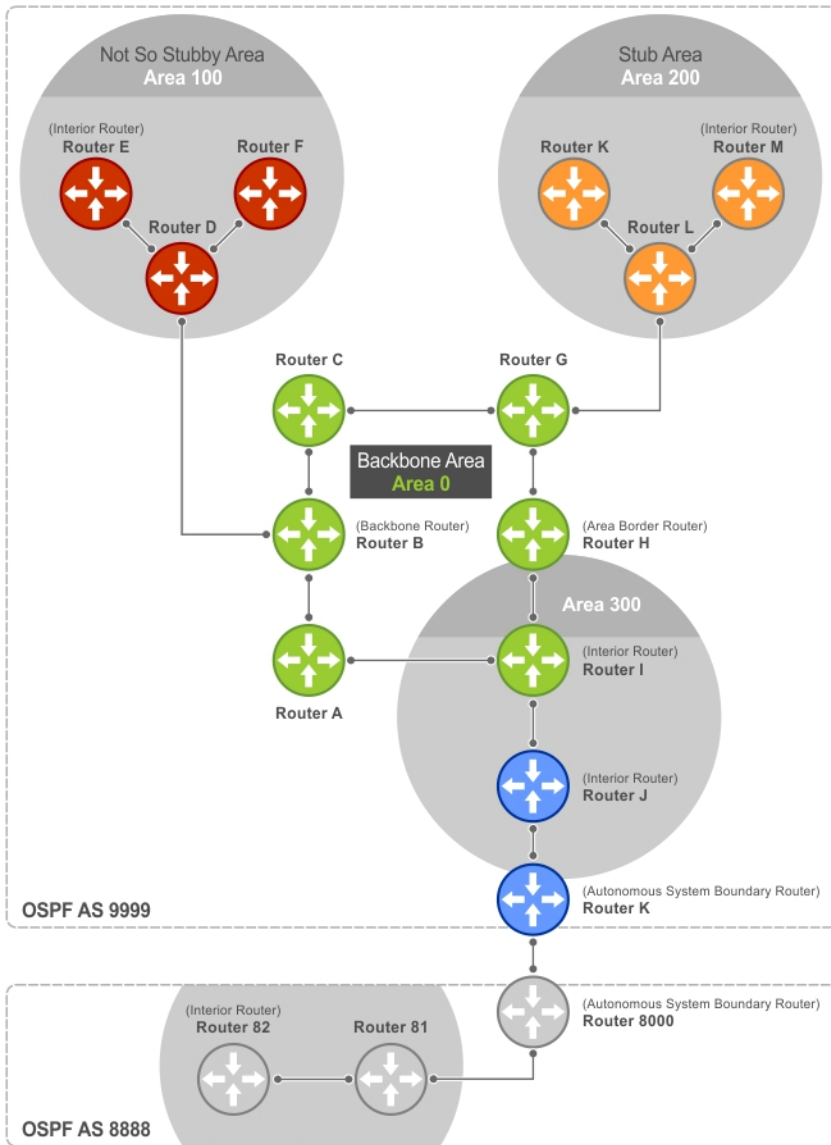 Not So Stubby Area
Area 100
Stub Area
Area 200
(Interior Router)
Router E
Router F
Router K
(Interior Router)
Router M
Router D
Router L
Router C
Router G
Backbone Area
Area 0
(Backbone Router)
Router B
(Area Border Router)
Router H
Area 300
(Interior Router)
Router I
Router A
(Interior Router)
Router J
(Autonomous System Boundary Router)
Router K
OSPF AS 9999
(Autonomous System Boundary Router)
Router 8000
(Interior Router)
Router 82
Router 81
OSPF AS 8888